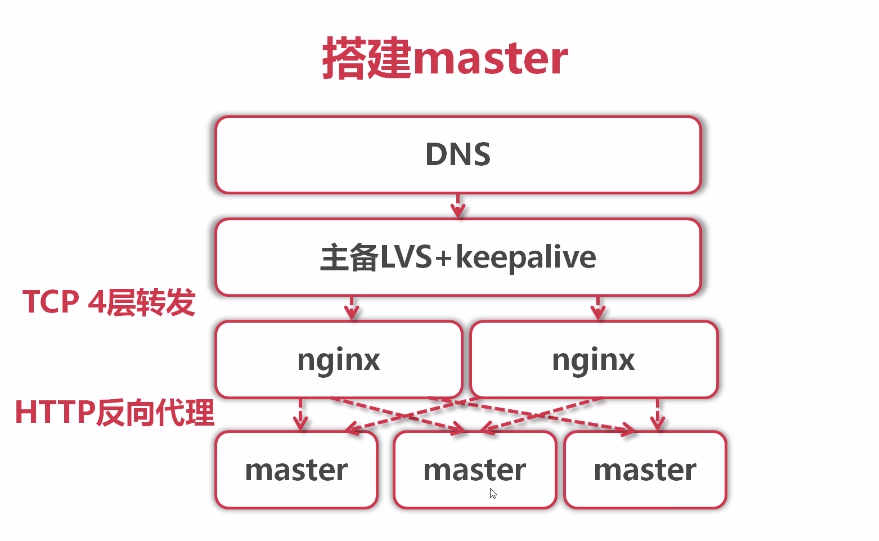 搭建master
DNS
主备LVS+keepalive
TCP 4层转发
nginx
nginx
HTTP反向代理
master
master
master